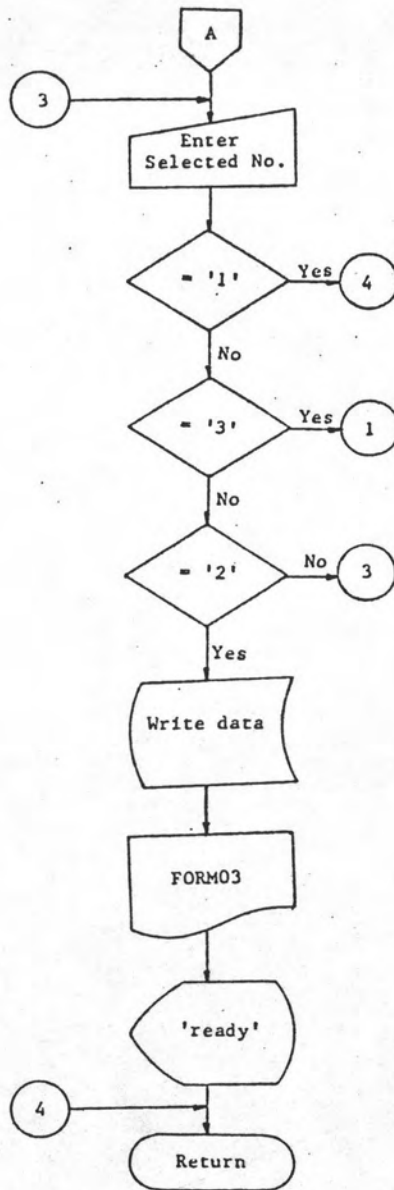 A
3
Enter
Selected No.
= '1'
Yes
4
No
= '3'
Yes
1
No
= '2'
No
3
Yes
Write data
FORM03
'ready'
4
Return